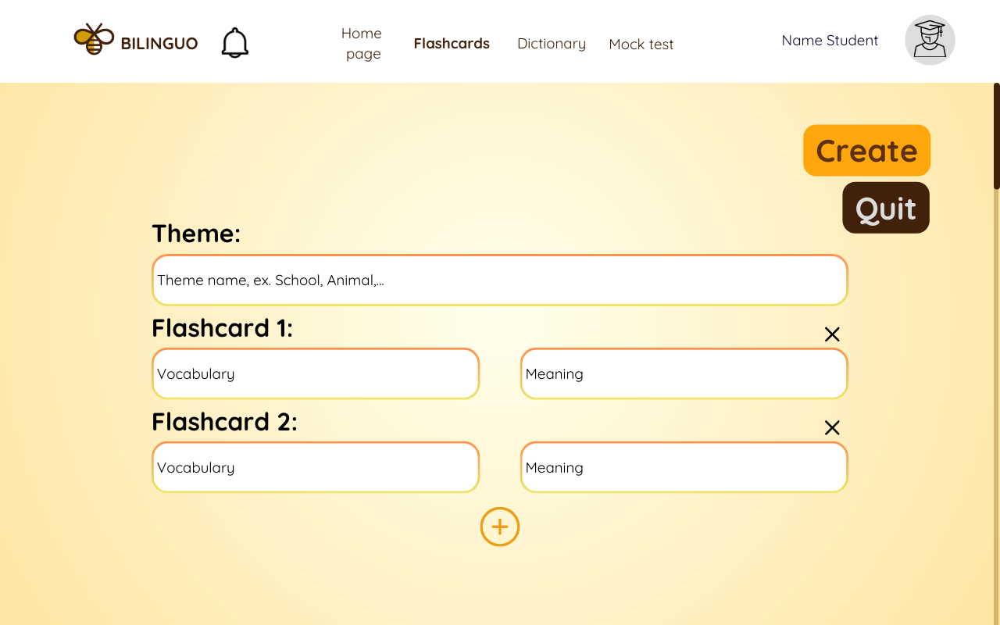 BILINGUO
Home
page
Flashcards
Dictionary
Mock test
Name Student
Create
Quit
Theme:
Theme name, ex. School, Animal,...
Flashcard 1:
Vocabulary
Meaning
Flashcard 2:
Vocabulary
Meaning